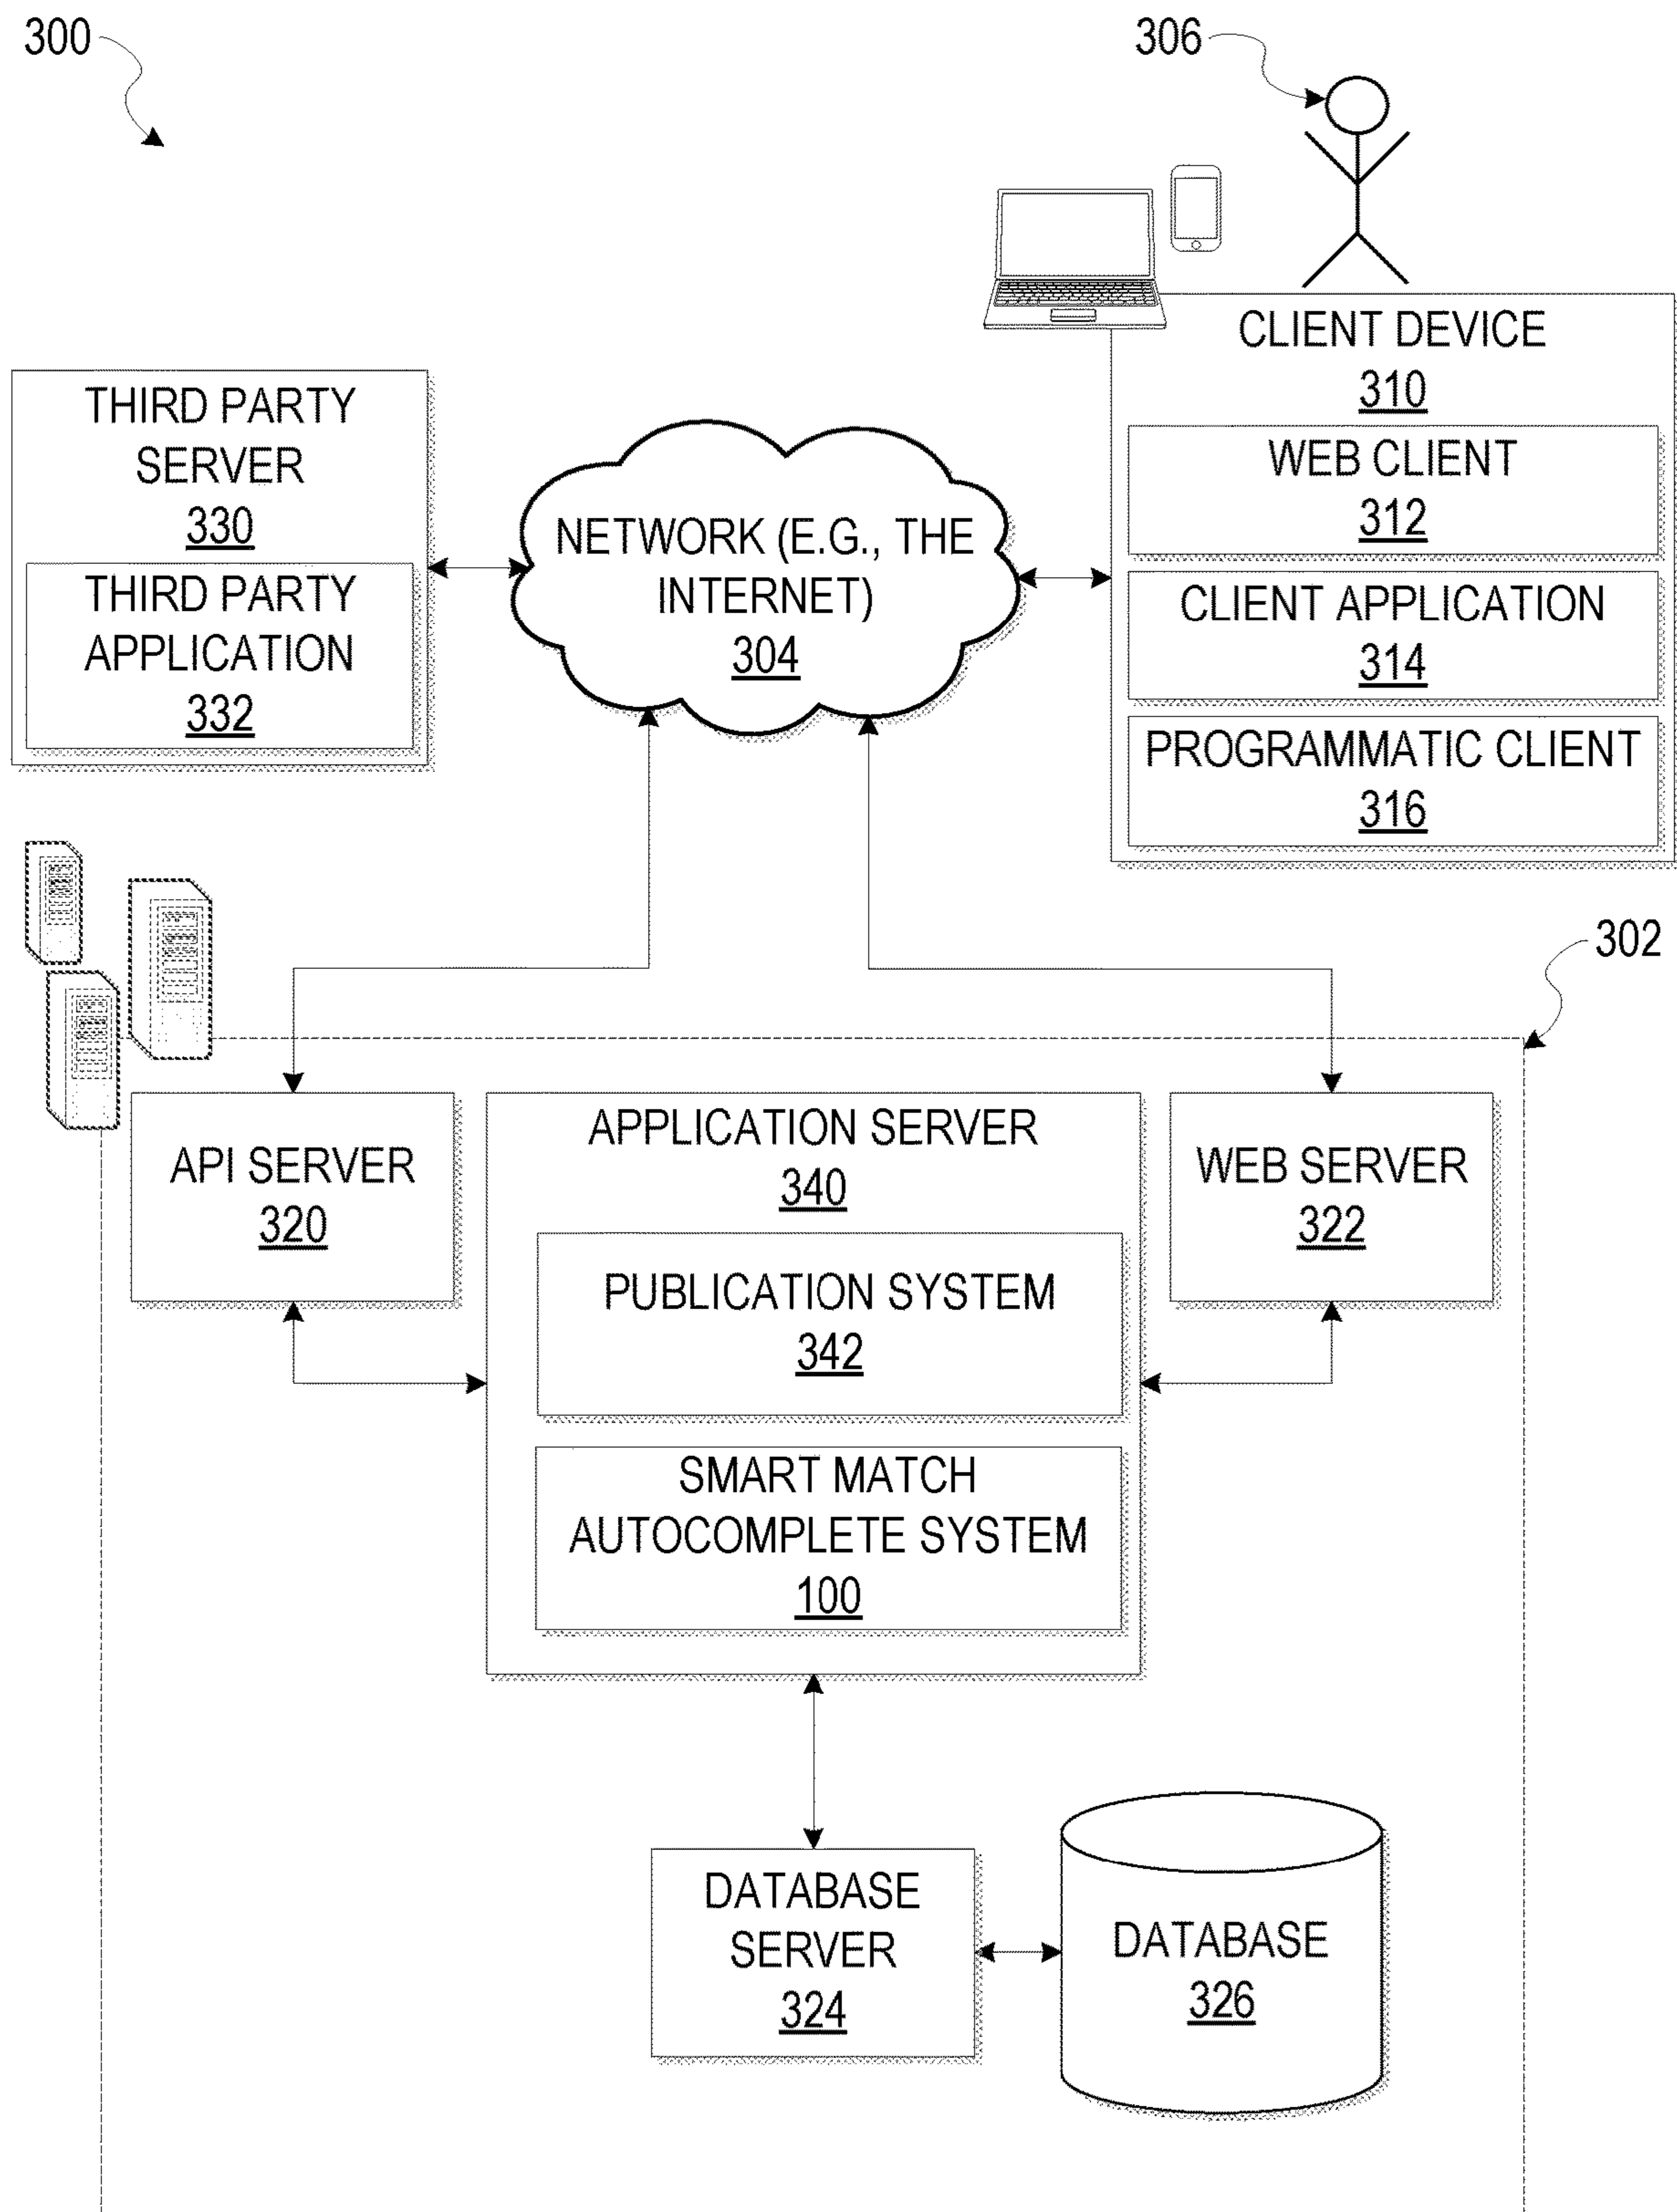 300
306
CLIENT DEVICE
310
WEB CLIENT
312
CLIENT APPLICATION
314
PROGRAMMATIC CLIENT
316
THIRD PARTY
SERVER
330
THIRD PARTY
APPLICATION
332
NETWORK (E.G., THE
INTERNET)
304
302
API SERVER
320
APPLICATION SERVER
340
PUBLICATION SYSTEM
342
SMART MATCH
AUTOCOMPLETE SYSTEM
100
WEB SERVER
322
DATABASE
SERVER
324
DATABASE
326